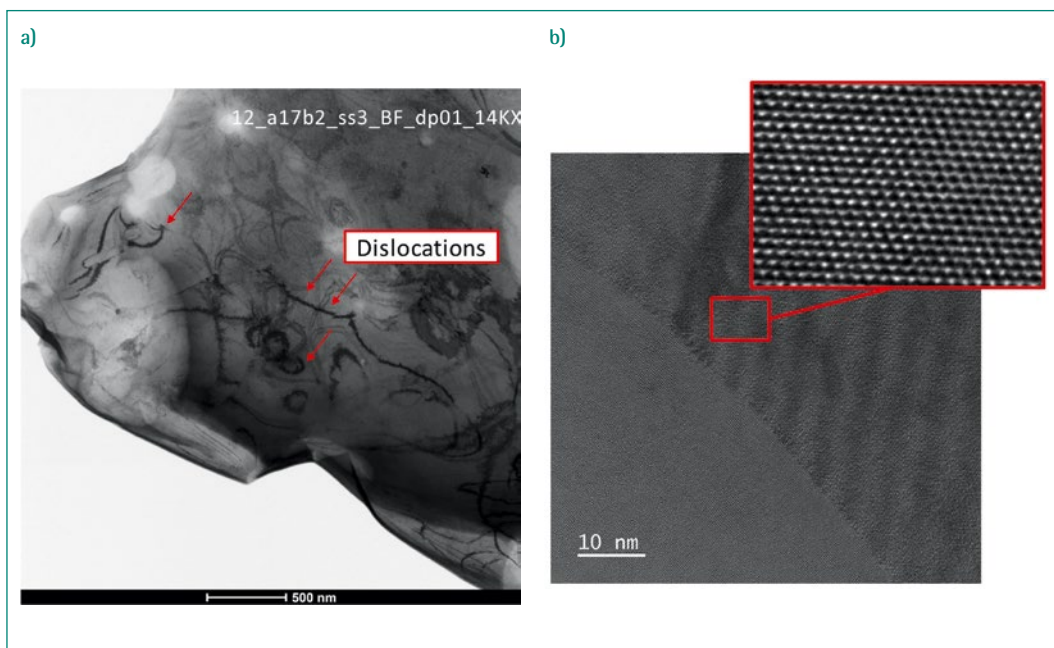 a)
b)
12_a17b2_ss3_BF_dp01_14KX
Dislocations
10 nm
500 nm